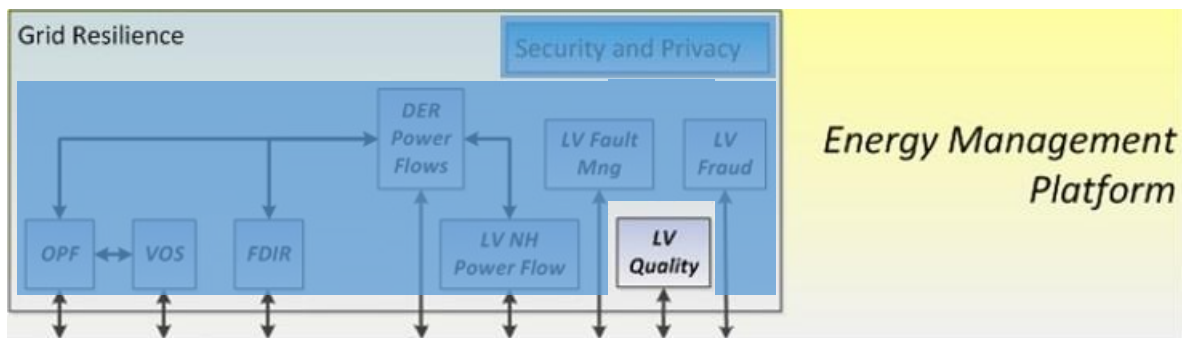 Grid Resilience
Security and Privacy
DER
Power
Flows
LV Fault
Mng
LV
Fraud
Energy Management
Platform
OPF
VOS
FDIR
LV NH
Power Flow
LV
Quality